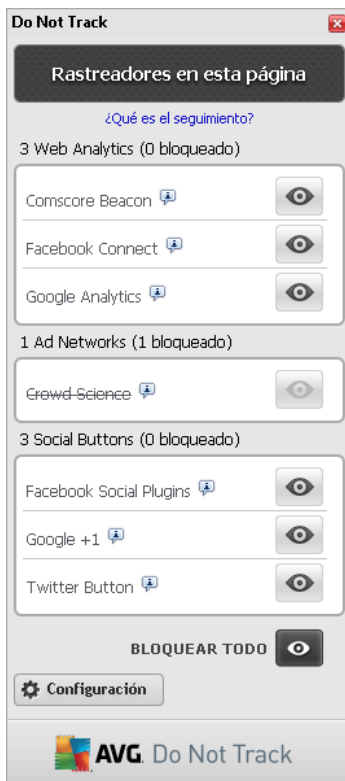 Do Not Track
Rastreadores en esta página
¿Qué es el seguimiento?
3 Web Analytics (0 bloqueado)
Comscore Beacon
Facebook Connect
Google Analytics
1 Ad Networks (1 bloqueado)
Crowd Science
3 Social Buttons (0 bloqueado)
Facebook Social Plugins
Google +1
Twitter Button
BLOQUEAR TODO
Configuración
AVG. Do Not Track